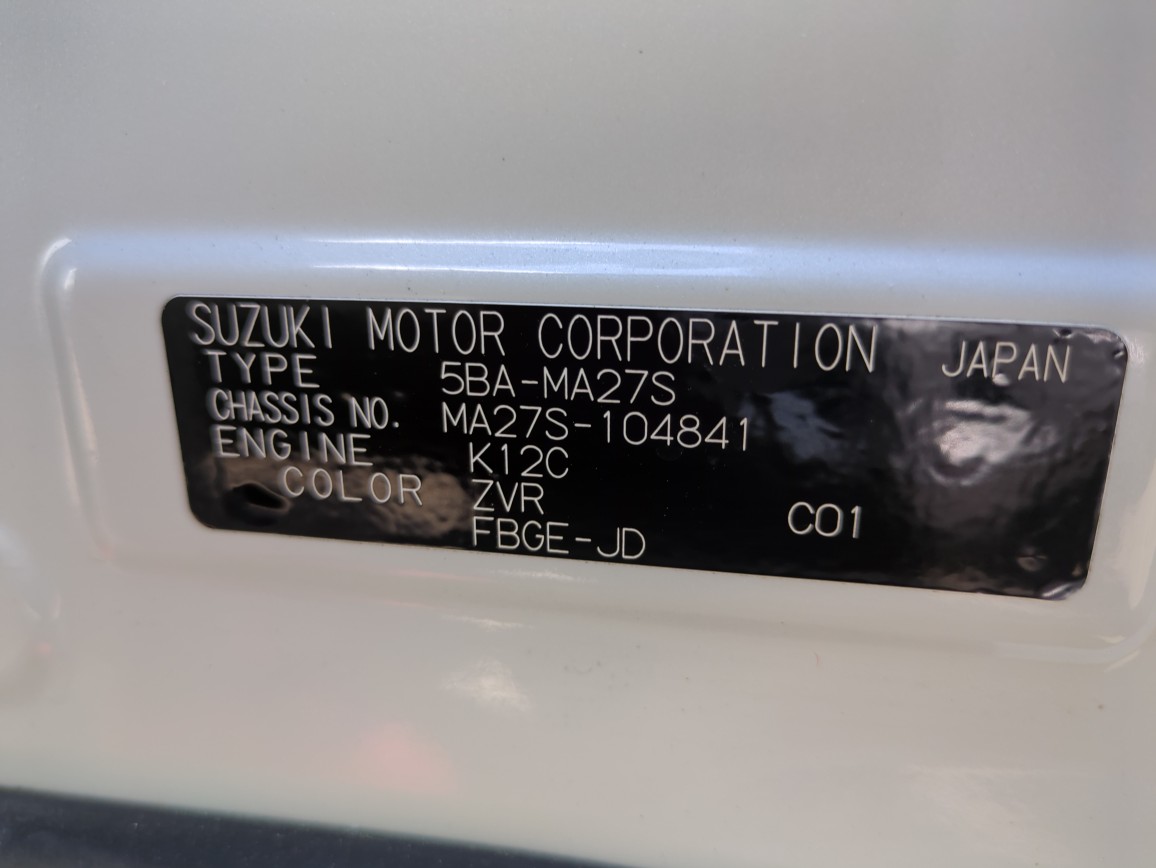 SUZUKI MOTOR CORPORATION JAPAN
TYPE 5BA-MA27S
CHASSIS NO. MA27S-104841
ENGINE K12C
COLOR ZVR C01
FBGE-JD